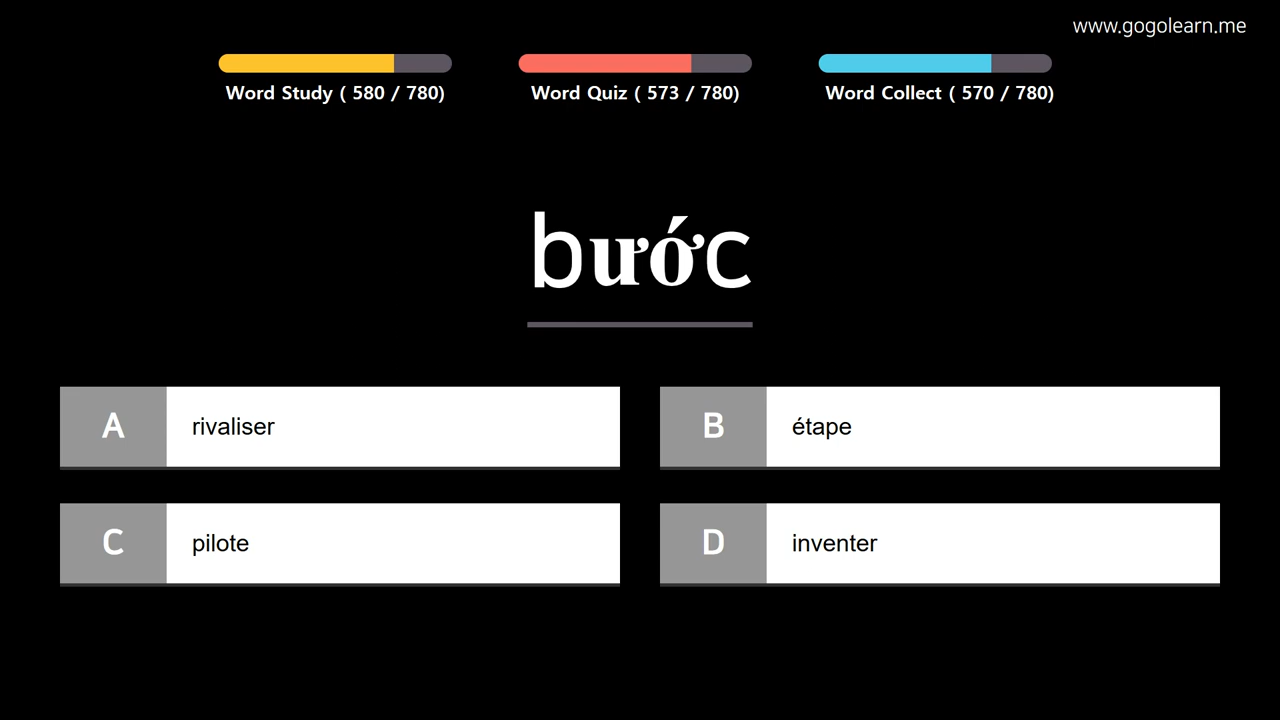 www.gogolearn.me
Word Study ( 580 / 780)
Word Quiz ( 573 / 780)
Word Collect ( 570 / 780)
bước
A rivaliser
B étape
C pilote
D inventer